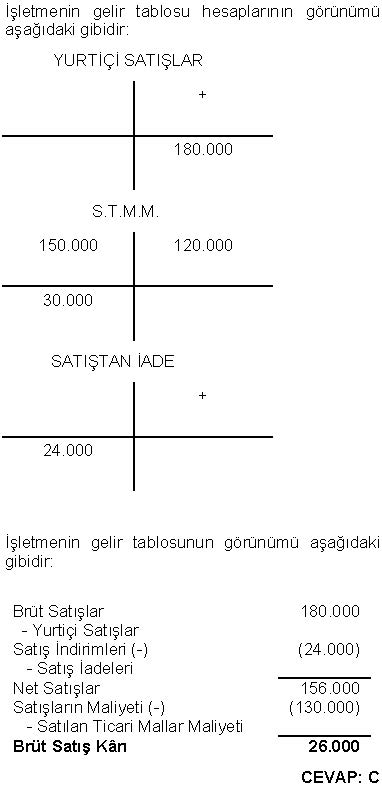 İşletmenin gelir tablosu hesaplarının görünümü
aşağıdaki gibidir:
YURTİÇİ SATIŞLAR
+
180.000
S.T.M.M.
150.000 120.000
30.000
SATIŞTAN İADE
+
24.000
İşletmenin gelir tablosunun görünümü aşağıdaki
gibidir:
Brüt Satışlar 180.000
- Yurtiçi Satışlar
Satış İndirimleri (-) (24.000)
- Satış İadeleri
Net Satışlar 156.000
Satışların Maliyeti (-) (130.000)
- Satılan Ticari Mallar Maliyeti
Brüt Satış Kârı 26.000
CEVAP: C